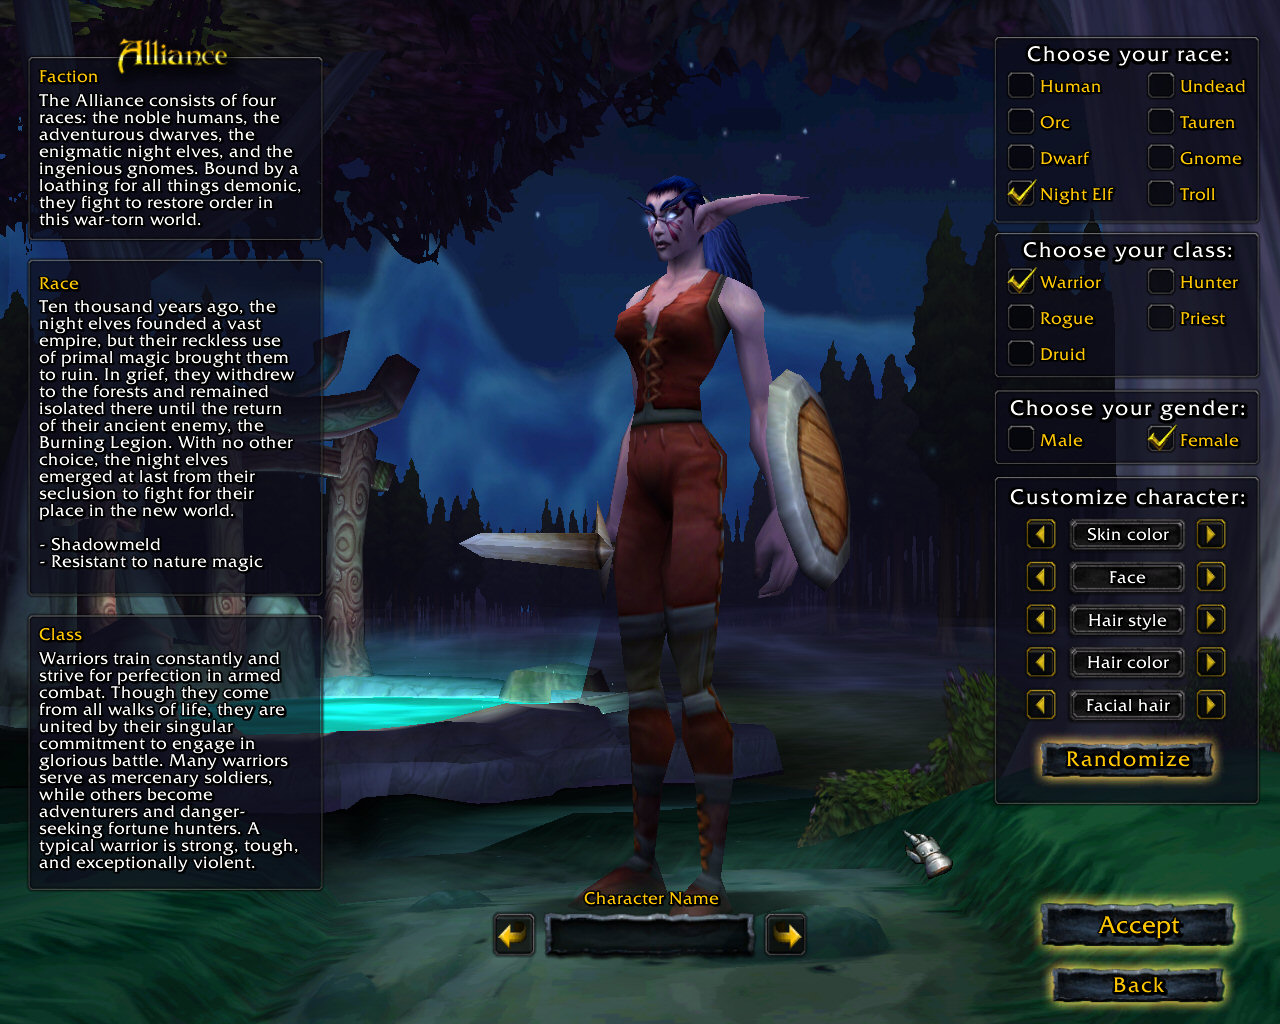 Alliance
Faction
The Alliance consists of four
races: the noble humans, the
adventurous dwarves, the
enigmatic night elves, and the
ingenious gnomes. Bound by a
loathing for all things demonic,
they fight to restore order in
this war-torn world.
Race
Ten thousand years ago, the
night elves founded a vast
empire, but their reckless use
of primal magic brought them
to ruin. In grief, they withdrew
to the forests and remained
isolated there until the return
of their ancient enemy, the
Burning Legion. With no other
choice, the night elves
emerged at last from their
seclusion to fight for their
place in the new world.
- Shadowmeld
- Resistant to nature magic
Class
Warriors train constantly and
strive for perfection in armed
combat. Though they come
from all walks of life, they are
united by their singular
commitment to engage in
glorious battle. Many warriors
serve as mercenary soldiers,
while others become
adventurers and danger-
seeking fortune hunters. A
typical warrior is strong, tough,
and exceptionally violent.
Character Name
Choose your race:
Human Undead
Orc Tauren
Dwarf Gnome
Night Elf Troll
Choose your class:
Warrior Hunter
Rogue Priest
Druid
Choose your gender:
Male Female
Customize character:
Skin color
Face
Hair style
Hair color
Facial hair
Randomize
Accept
Back